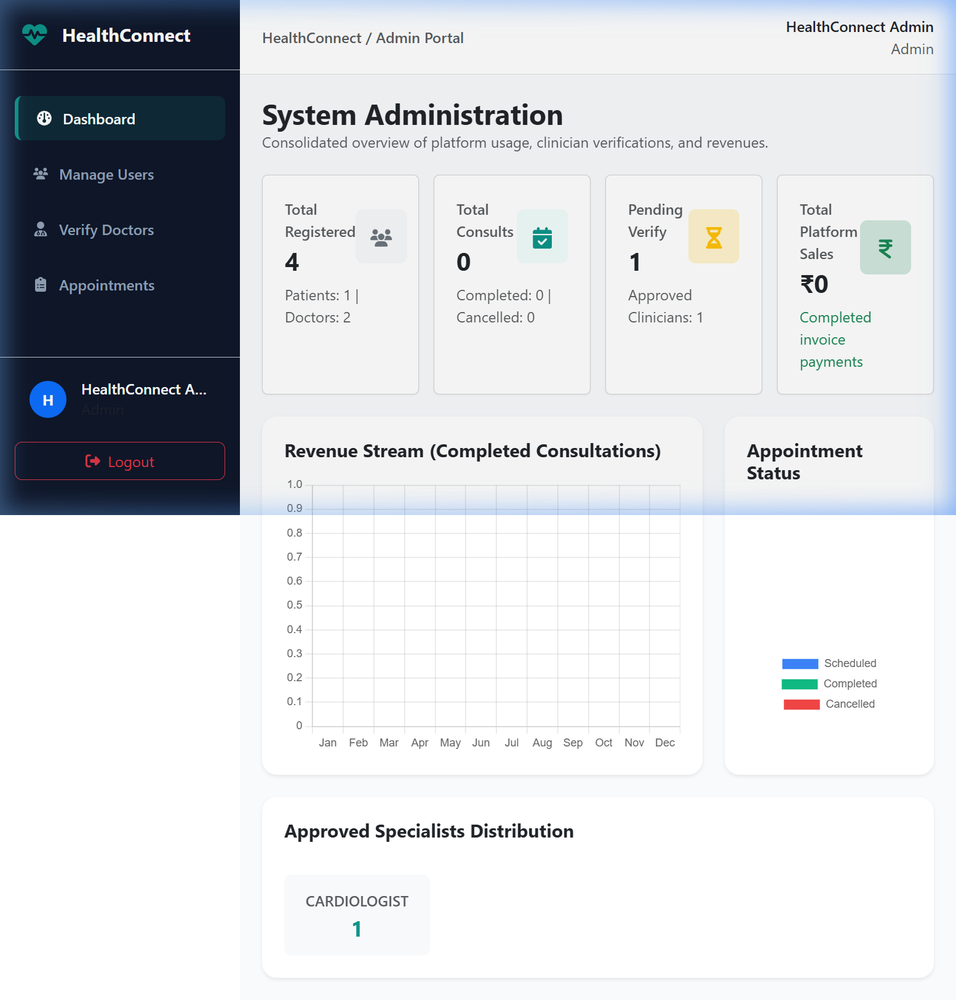 HealthConnect
Dashboard
Manage Users
Verify Doctors
Appointments
HealthConnect A...
Admin
H
Logout
HealthConnect / Admin Portal
HealthConnect Admin
Admin
System Administration
Consolidated overview of platform usage, clinician verifications, and revenues.
Total
Registered
4
Patients: 1 |
Doctors: 2
Total
Consults
0
Completed: 0 |
Cancelled: 0
Pending
Verify
1
Approved
Clinicians: 1
Total
Platform
Sales
₹0
Completed
invoice
payments
Revenue Stream (Completed Consultations)
1.0
0.9
0.8
0.7
0.6
0.5
0.4
0.3
0.2
0.1
0
Jan Feb Mar Apr May Jun Jul Aug Sep Oct Nov Dec
Appointment
Status
Scheduled
Completed
Cancelled
Approved Specialists Distribution
CARDIOLOGIST
1